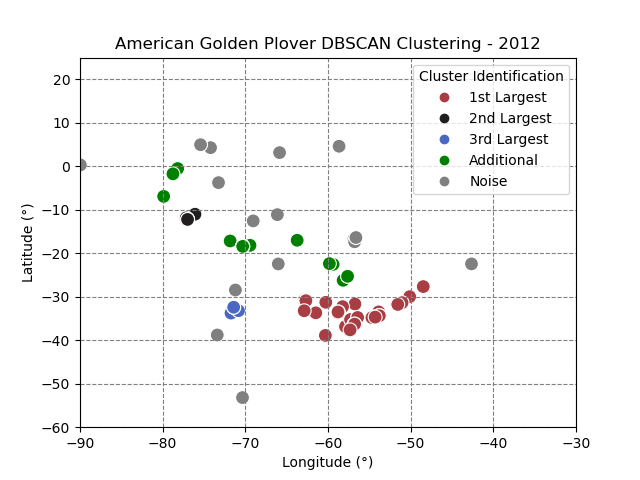 American Golden Plover DBSCAN Clustering - 2012
Cluster Identification
1st Largest
2nd Largest
3rd Largest
Additional
Noise
20
10
0
−10
−20
−30
−40
−50
−60
Latitude (°)
−90
−80
−70
−60
−50
−40
−30
Longitude (°)